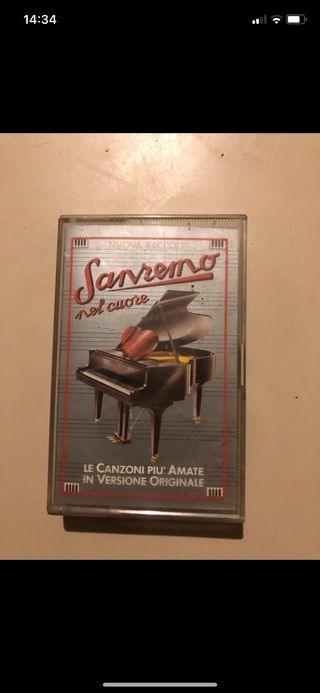 14:34
NUOVA RACCOLTA
Sanremo
nel cuore
LE CANZONI PIU' AMATE
IN VERSIONE ORIGINALE